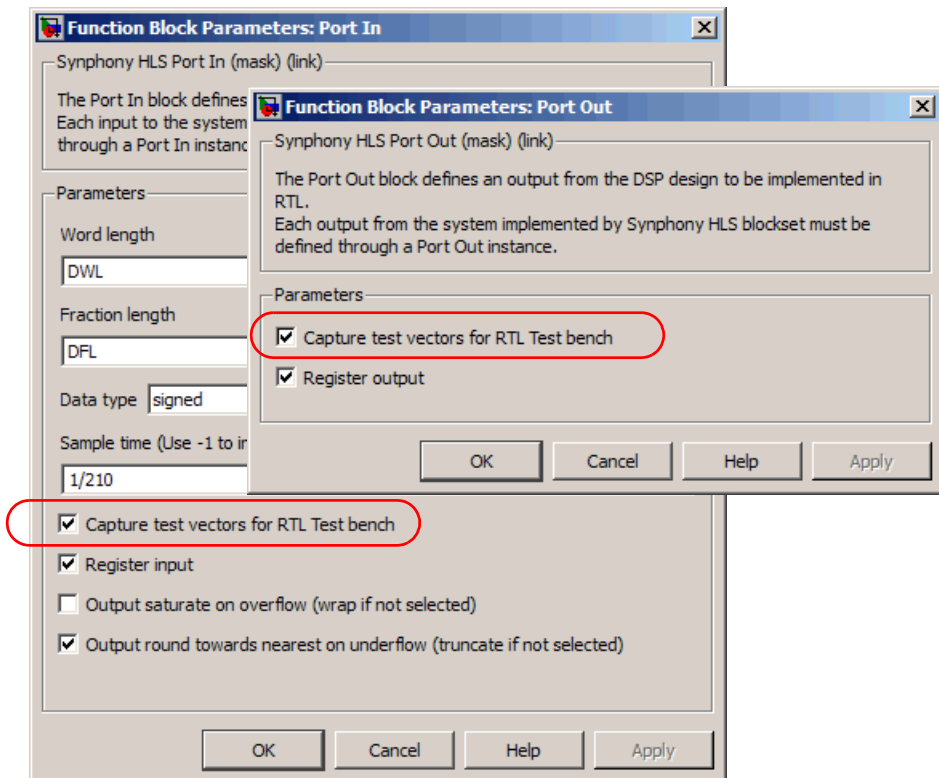 Function Block Parameters: Port In
Synphony HLS Port In (mask) (link)
The Port In block defines
Each input to the system
through a Port In instanc
Parameters
Word length
DWL
Fraction length
DFL
Data type signed
Sample time (Use -1 to in
1/210
Capture test vectors for RTL Test bench
Register input
Output saturate on overflow (wrap if not selected)
Output round towards nearest on underflow (truncate if not selected)
OK Cancel Help Apply
Function Block Parameters: Port Out
Synphony HLS Port Out (mask) (link)
The Port Out block defines an output from the DSP design to be implemented in
RTL.
Each output from the system implemented by Synphony HLS blockset must be
defined through a Port Out instance.
Parameters
Capture test vectors for RTL Test bench
Register output
OK Cancel Help Apply